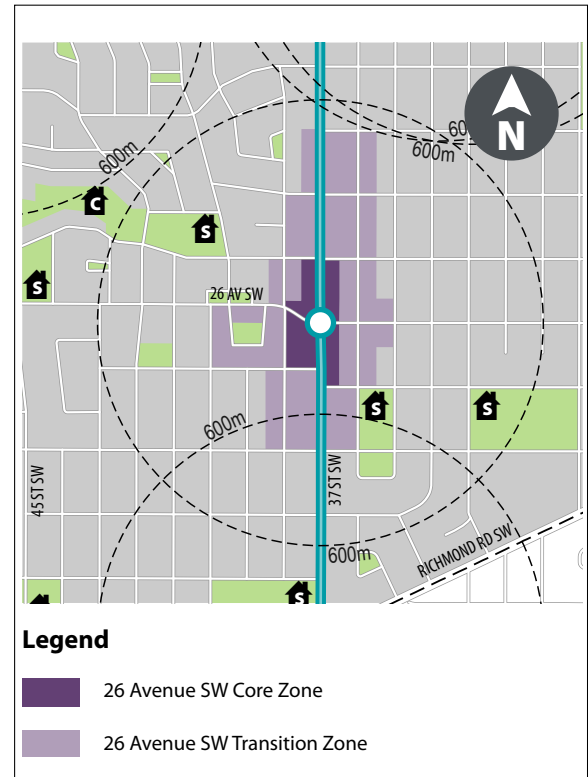 600m
60
600m
N
C
S
S
26 AV SW
S
S
600m
45 ST SW
37 ST SW
600m
RICHMOND RD SW
S
Legend
26 Avenue SW Core Zone
26 Avenue SW Transition Zone